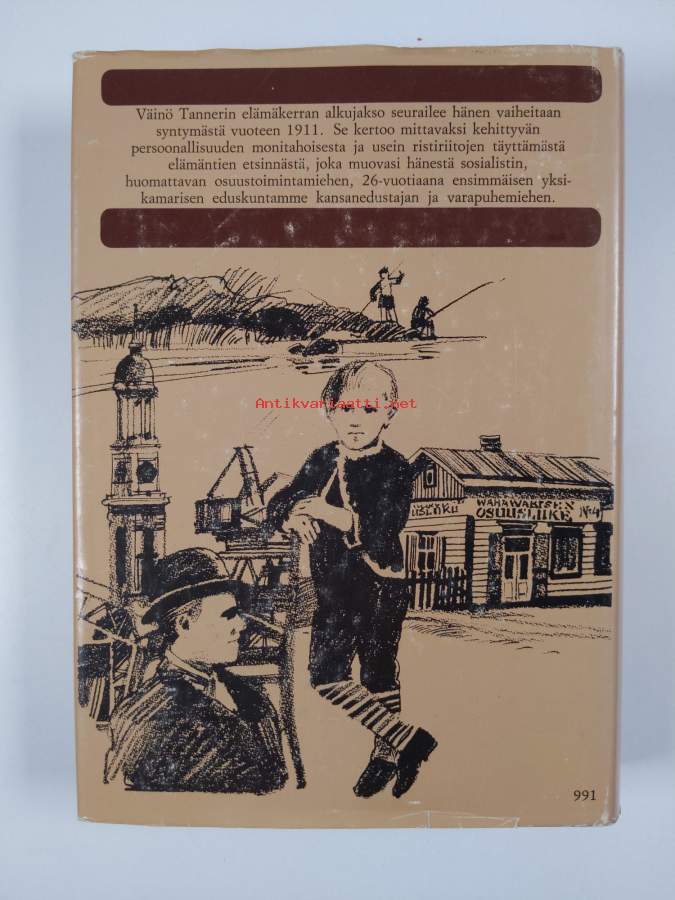 Väinö Tannerin elämäkerran alkujakso seurailee hänen vaiheitaan
syntymästä vuoteen 1911. Se kertoo mittavaksi kehittyvän
persoonallisuuden monitahoisesta ja usein ristiriitojen täyttämästä
elämäntien etsinnästä, joka muovasi hänestä sosialistin,
huomattavan osuustoimintamiehen, 26-vuotiaana ensimmäisen yksi-
kamarisen eduskuntamme kansanedustajan ja varapuhemiehen.
Antikvariaatti.net
OSUUSLIIKE No 4
991